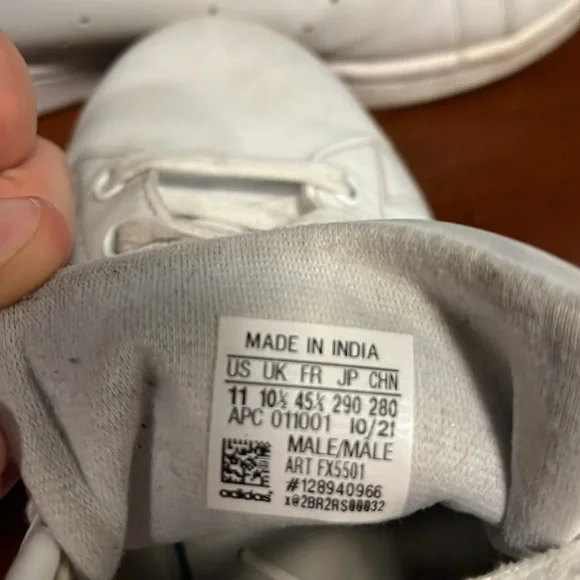 MADE IN INDIA
US UK FR JP CHN
11 10½ 45⅓ 290 280
APC 011001 10/21
MALE/MALE
ART FX5501
#128940966
adidas x@2BR2RS00032